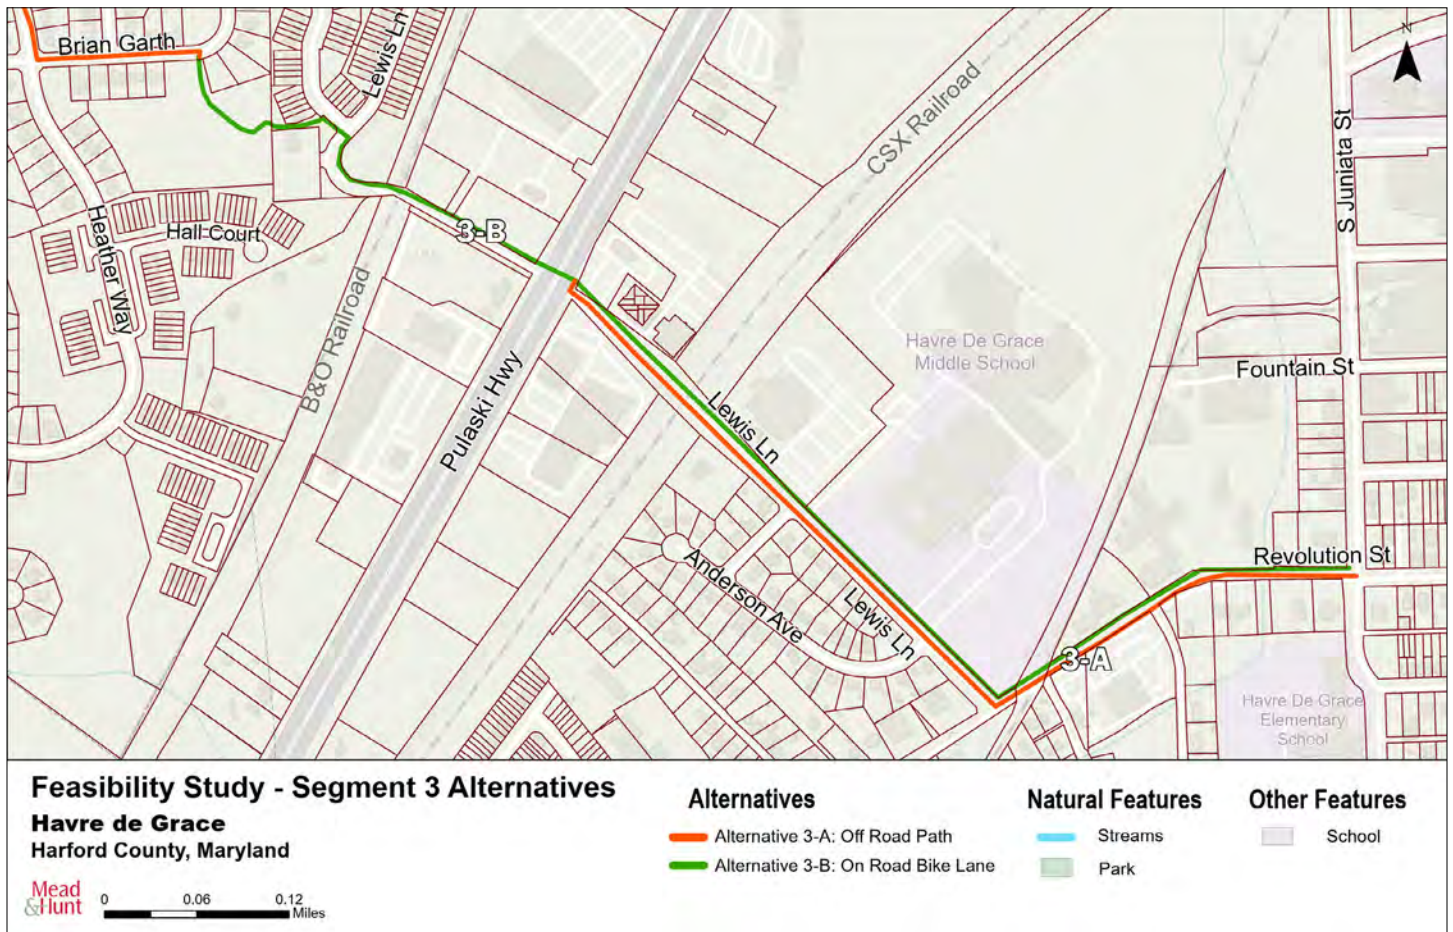 Brian Garth
Lewis Ln
N
CSX Railroad
S Juniata St
3-B
Hall Court
Heather Way
B&O Railroad
Pulaski Hwy
Havre De Grace
Middle School
Fountain St
Lewis Ln
Anderson Ave
Lewis Ln
Revolution St
3-A
Havre De Grace
Elementary
School
Feasibility Study - Segment 3 Alternatives
Havre de Grace
Harford County, Maryland
Mead
&Hunt
0 0.06 0.12
Miles
Alternatives
Alternative 3-A: Off Road Path
Alternative 3-B: On Road Bike Lane
Natural Features
Streams
Park
Other Features
School